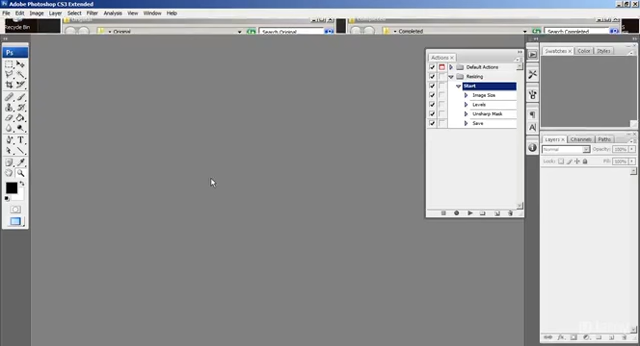 Adobe Photoshop CS3 Extended
File Edit Image Layer Select Filter Analysis View Window Help
Recycle Bin
Original
Search Original
Completed
Search Completed
Ps
Actions
Default Actions
Resizing
Start
Image Size
Levels
Unsharp Mask
Save
Swatches Color Styles
Layers Channels Paths
Normal
Opacity: 100%
Lock:
Fill: 100%